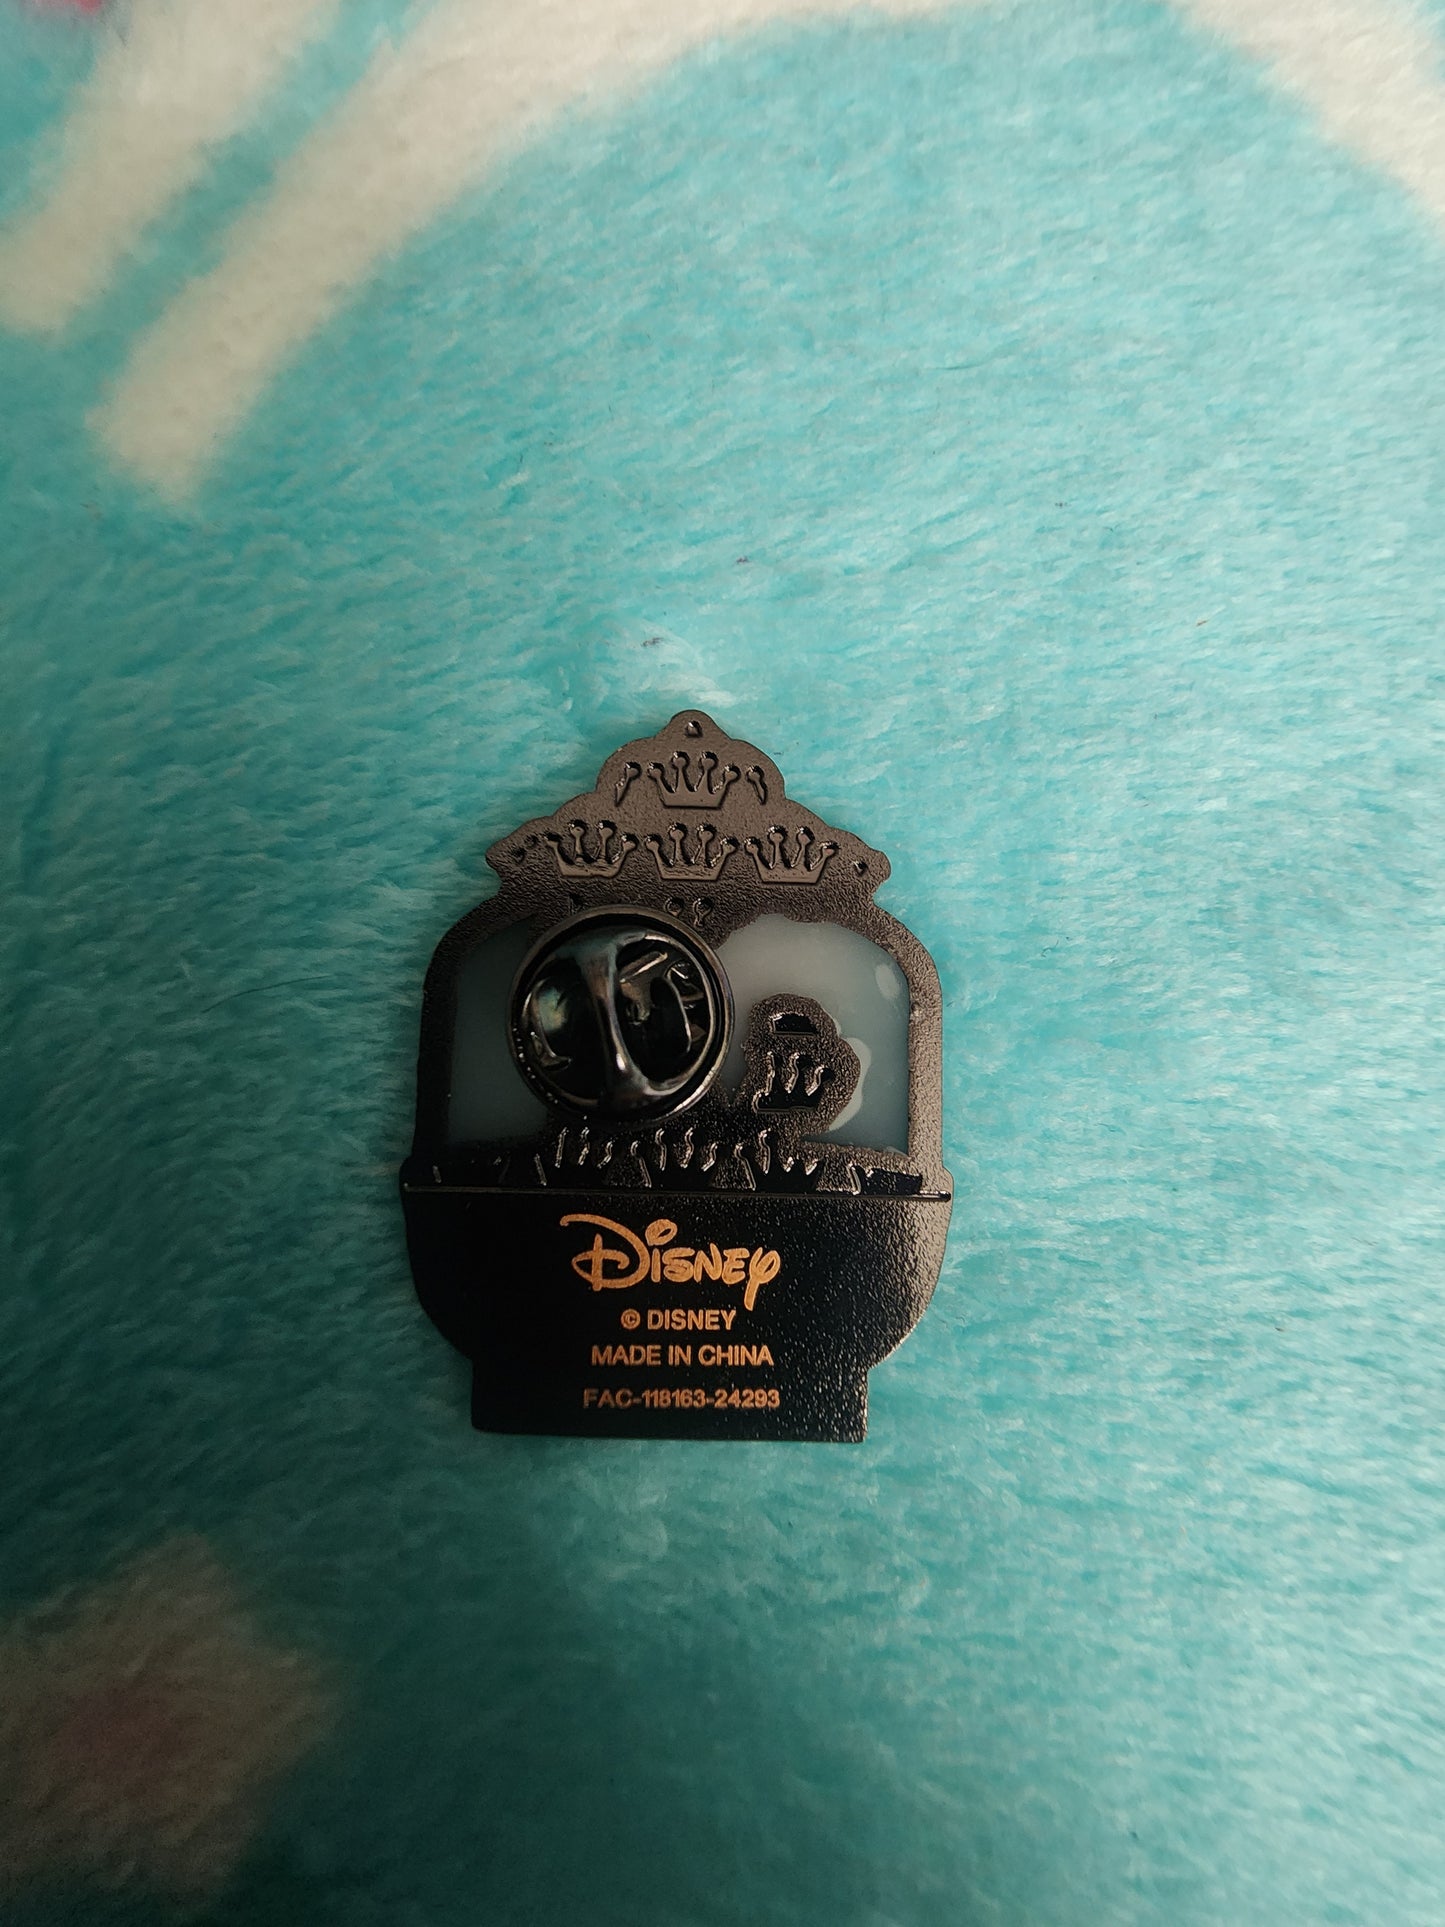 Disney
© DISNEY
MADE IN CHINA
FAC-118163-24293